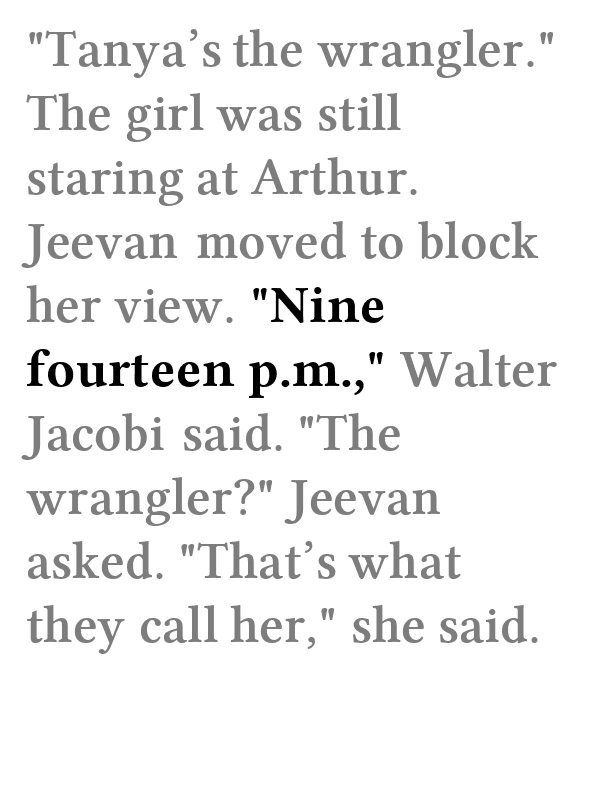 "Tanya’s the wrangler."
The girl was still
staring at Arthur.
Jeevan moved to block
her view. "Nine
fourteen p.m.," Walter
Jacobi said. "The
wrangler?" Jeevan
asked. "That’s what
they call her," she said.